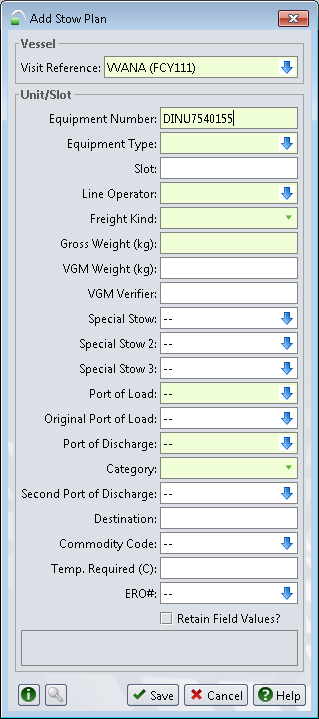 Add Stow Plan
Vessel
Visit Reference: VVANA (FCY111)
Unit/Slot
Equipment Number: DINU7540155
Equipment Type:
Slot:
Line Operator:
Freight Kind:
Gross Weight (kg):
VGM Weight (kg):
VGM Verifier:
Special Stow: --
Special Stow 2: --
Special Stow 3: --
Port of Load: --
Original Port of Load: --
Port of Discharge: --
Category:
Second Port of Discharge: --
Destination:
Commodity Code: --
Temp. Required (C):
ERO#: --
Retain Field Values?
Save Cancel Help